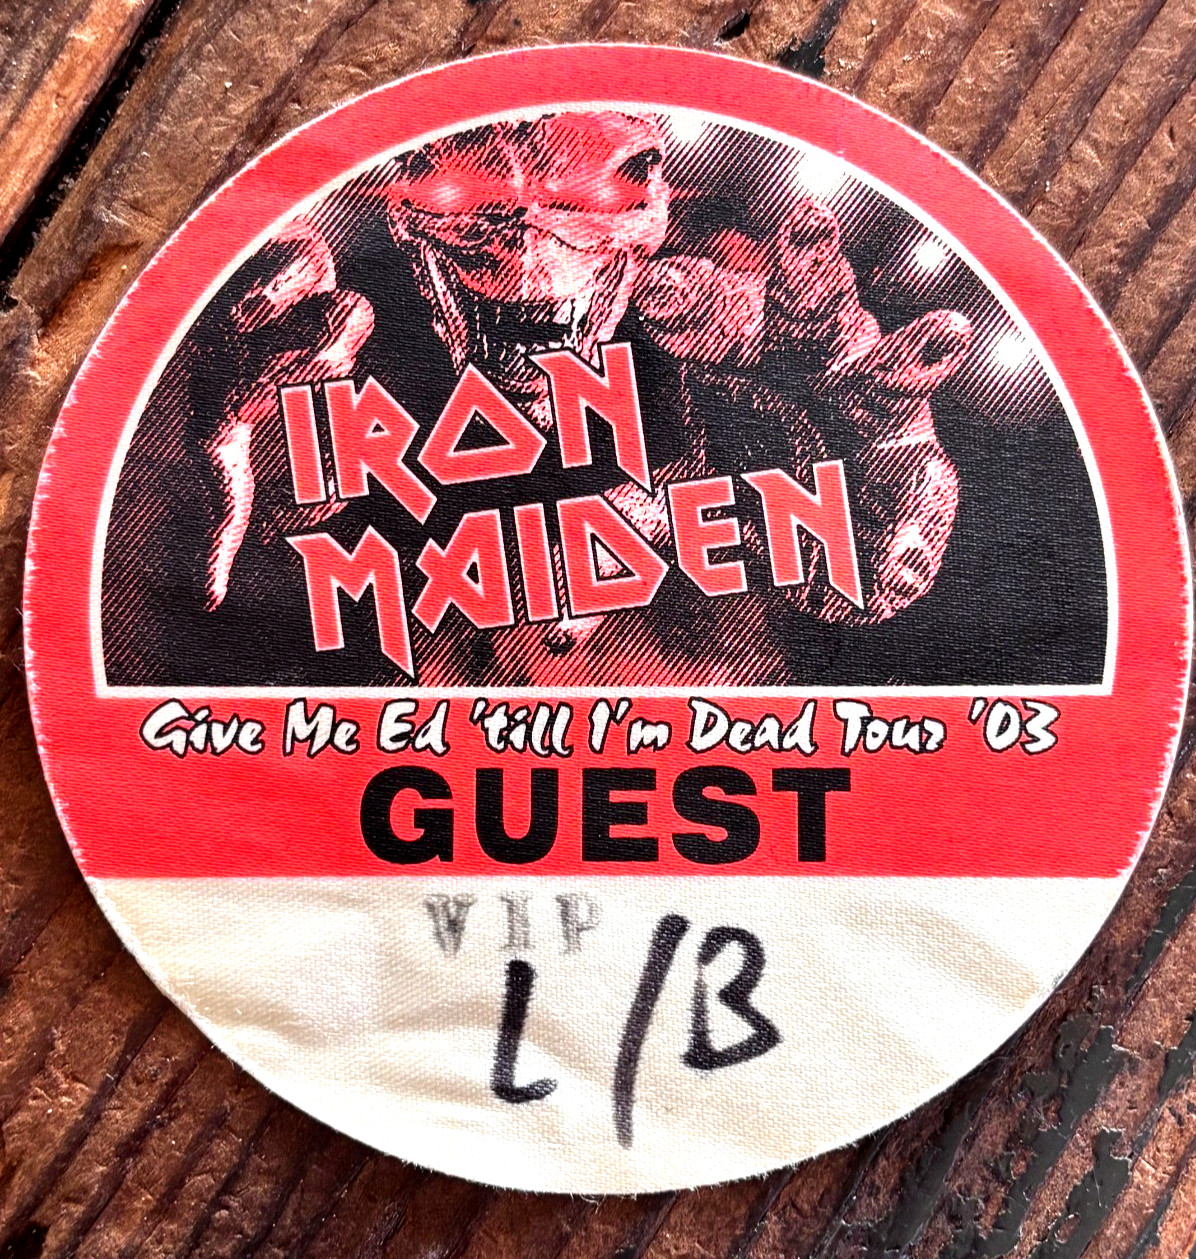 IRON
MAIDEN
Give Me Ed 'till I'm Dead Tour '03
GUEST
VIP
L/B